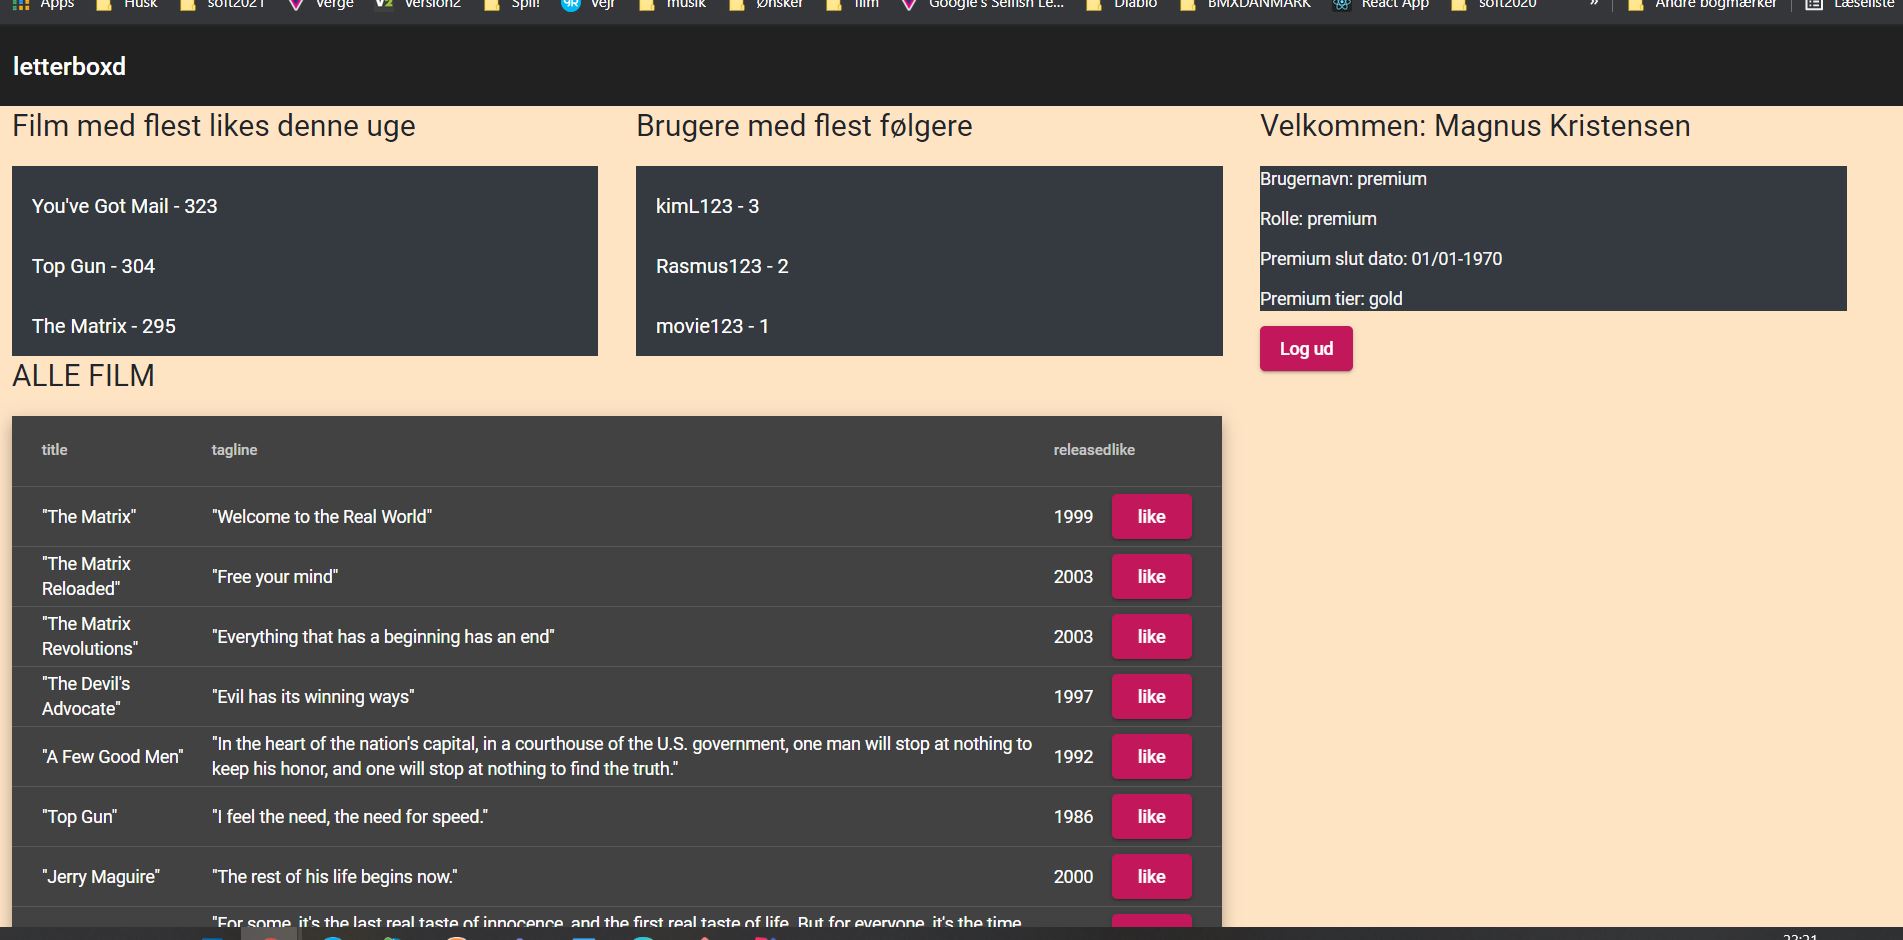 Apps Husk soft2021 Verge Version2 Spil! Vejr musik Ønsker film Google's Selfish Le... Diablo BMXDANMARK React App soft2020 » Andre bogmærker Læseliste
letterboxd
Film med flest likes denne uge
You've Got Mail - 323
Top Gun - 304
The Matrix - 295
Brugere med flest følgere
kimL123 - 3
Rasmus123 - 2
movie123 - 1
Velkommen: Magnus Kristensen
Brugernavn: premium
Rolle: premium
Premium slut dato: 01/01-1970
Premium tier: gold
Log ud
ALLE FILM
title tagline releasedlike
"The Matrix" "Welcome to the Real World" 1999 like
"The Matrix
Reloaded" "Free your mind" 2003 like
"The Matrix
Revolutions" "Everything that has a beginning has an end" 2003 like
"The Devil's
Advocate" "Evil has its winning ways" 1997 like
"A Few Good Men" "In the heart of the nation's capital, in a courthouse of the U.S. government, one man will stop at nothing to
keep his honor, and one will stop at nothing to find the truth." 1992 like
"Top Gun" "I feel the need, the need for speed." 1986 like
"Jerry Maguire" "The rest of his life begins now." 2000 like
"For some, it's the last real taste of innocence, and the first real taste of life. But for everyone, it's the time
23:21